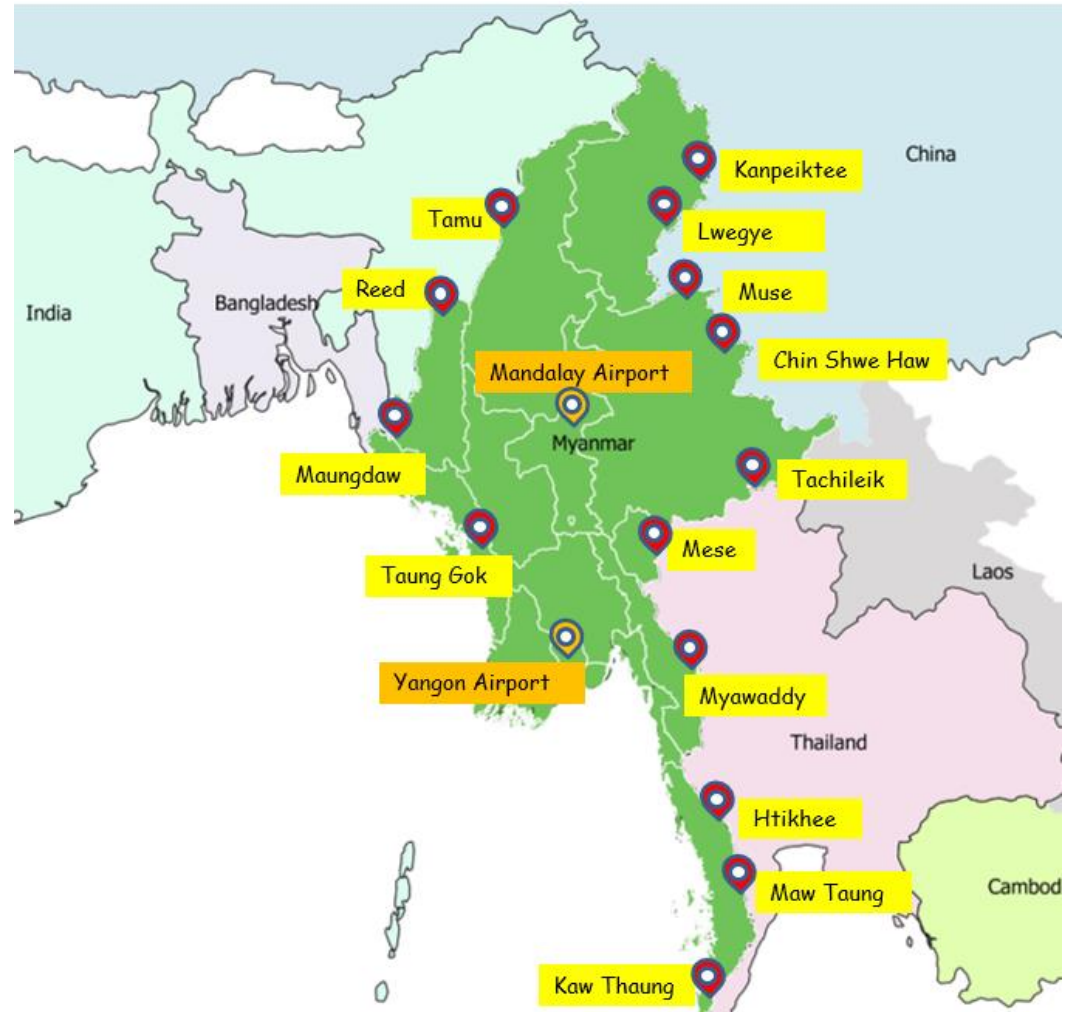 China
Kanpeiktee
Tamu
Lwegye
Reed
Muse
Bangladesh
India
Chin Shwe Haw
Mandalay Airport
Myanmar
Maungdaw
Tachileik
Mese
Taung Gok
Laos
Yangon Airport
Myawaddy
Thailand
Htikhee
Maw Taung
Cambod
Kaw Thaung